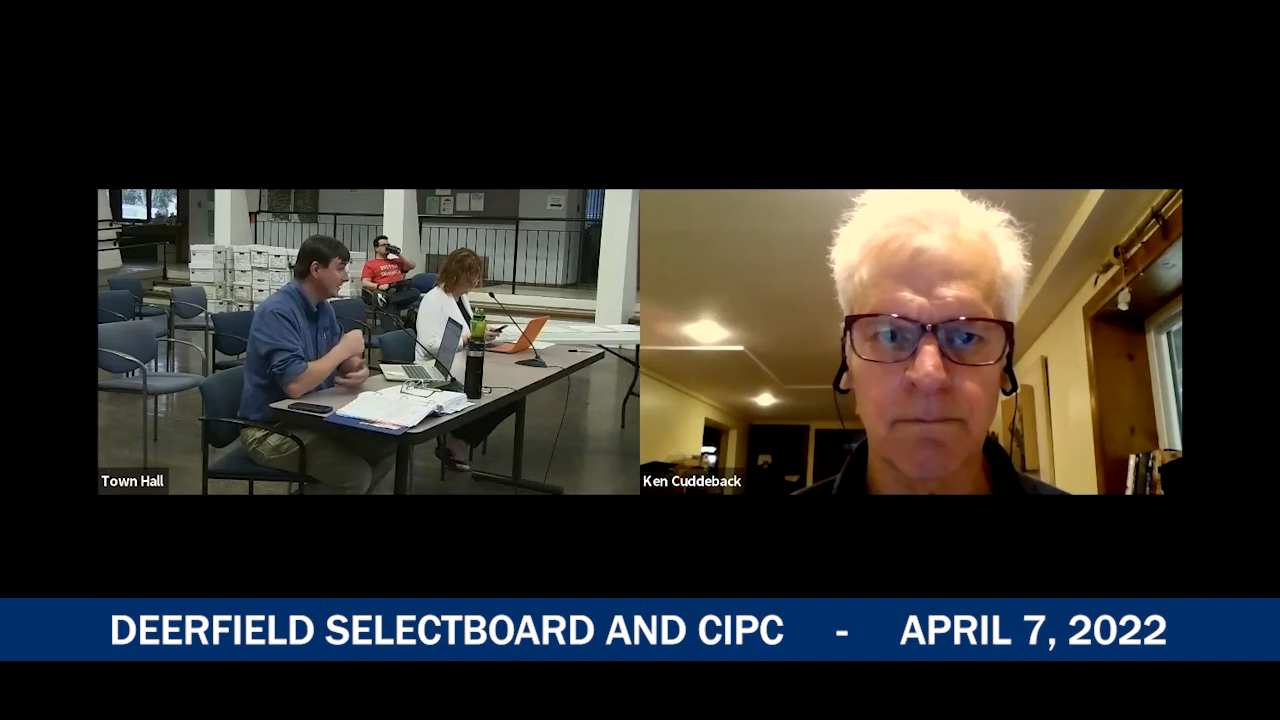 Town Hall
Ken Cuddeback
DEERFIELD SELECTBOARD AND CIPC - APRIL 7, 2022